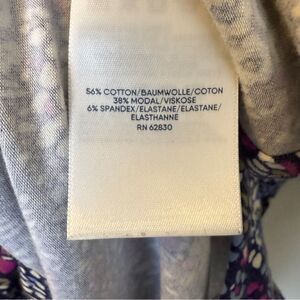 56% COTTON/BAUMWOLLE/COTON
38% MODAL/VISKOSE
6% SPANDEX/ELASTANE/ELASTANE/
ELASTHANNE
RN 62830